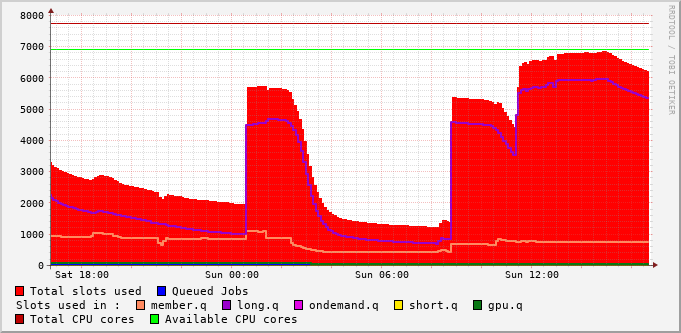 8000
7000
6000
5000
4000
3000
2000
1000
0
Sat 18:00 Sun 00:00 Sun 06:00 Sun 12:00
RRDTOOL / TOBI OETIKER
Total slots used Queued Jobs
Slots used in : member.q long.q ondemand.q short.q gpu.q
Total CPU cores Available CPU cores